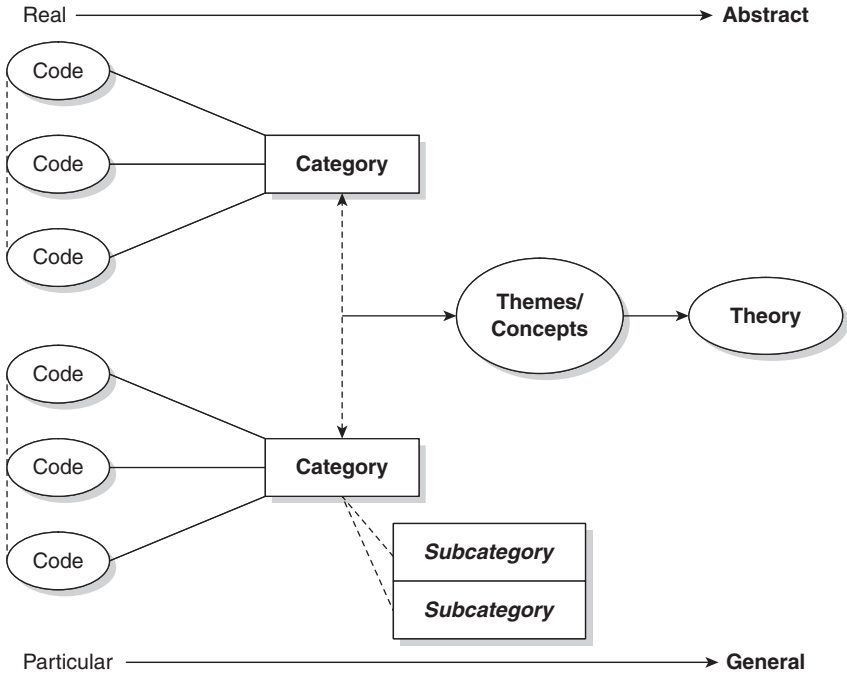 Real
Abstract
Code
Code
Category
Code
Themes/
Concepts
Theory
Code
Code
Category
Code
Subcategory
Subcategory
Particular
General